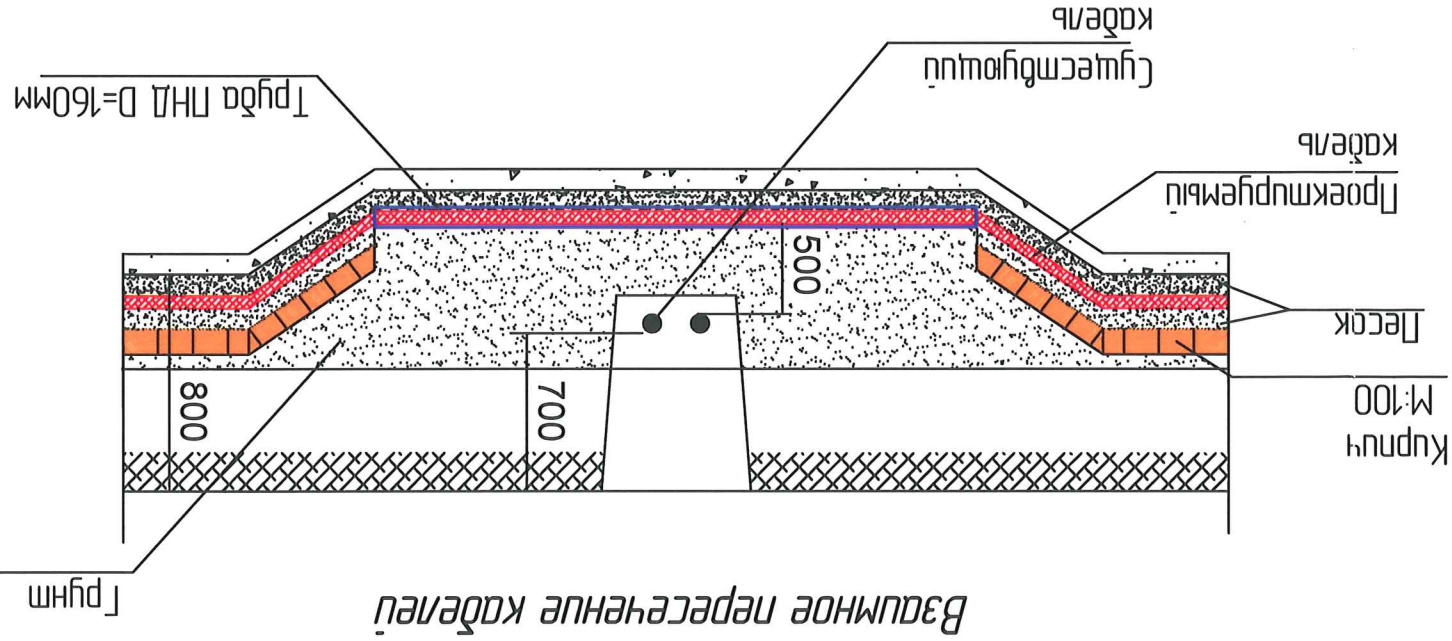 Взаимное пересечение кабелей
Грунт
Кирпич
М:100
Песок
Проектируемый
кабель
Существующий
кабель
Труба ПНД D=160мм
800
700
500